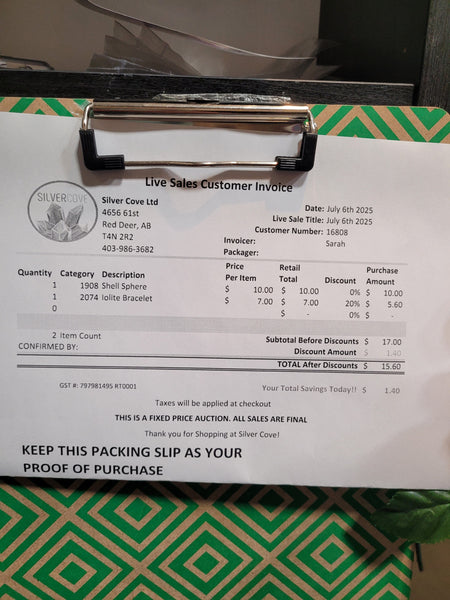 Live Sales Customer Invoice
SILVERCOVE
Silver Cove Ltd
4656 61st
Red Deer, AB
T4N 2R2
403-986-3682
Date: July 6th 2025
Live Sale Title: July 6th 2025
Customer Number: 16808
Invoicer: Sarah
Packager:
Quantity Category Description Price Per Item Retail Total Discount Purchase Amount
1 1908 Shell Sphere $ 10.00 $ 10.00 0% $ 10.00
1 2074 Iolite Bracelet $ 7.00 $ 7.00 20% $ 5.60
0 $ - 0% $ -
2 Item Count
Subtotal Before Discounts $ 17.00
CONFIRMED BY:
Discount Amount $ 1.40
TOTAL After Discounts $ 15.60
GST #: 797981495 RT0001
Your Total Savings Today!! $ 1.40
Taxes will be applied at checkout
THIS IS A FIXED PRICE AUCTION. ALL SALES ARE FINAL
Thank you for Shopping at Silver Cove!
KEEP THIS PACKING SLIP AS YOUR
PROOF OF PURCHASE